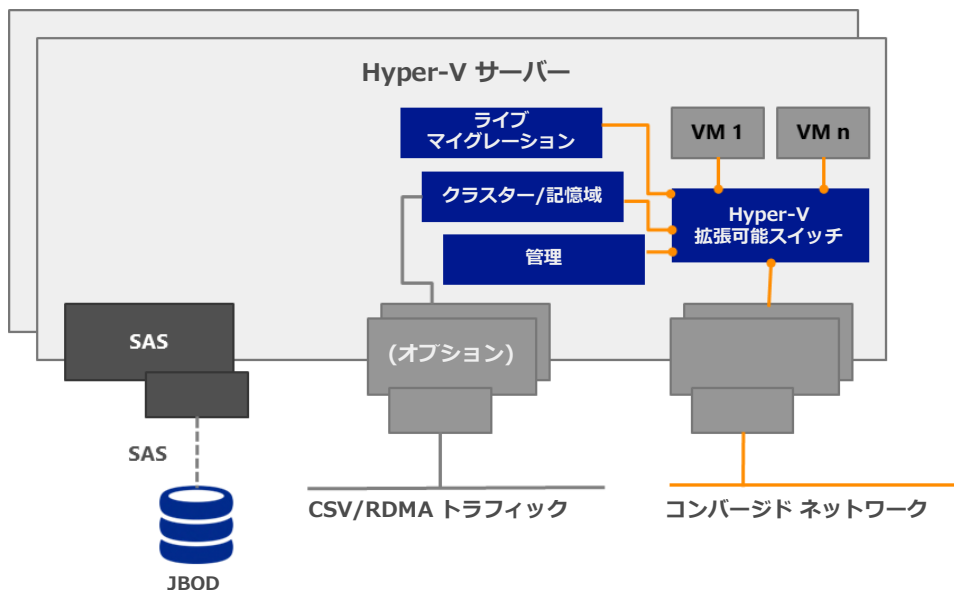 Hyper-V サーバー
ライブ
マイグレーション
VM 1
VM n
クラスター/記憶域
Hyper-V
拡張可能スイッチ
管理
SAS
(オプション)
SAS
CSV/RDMA トラフィック
コンバージド ネットワーク
JBOD